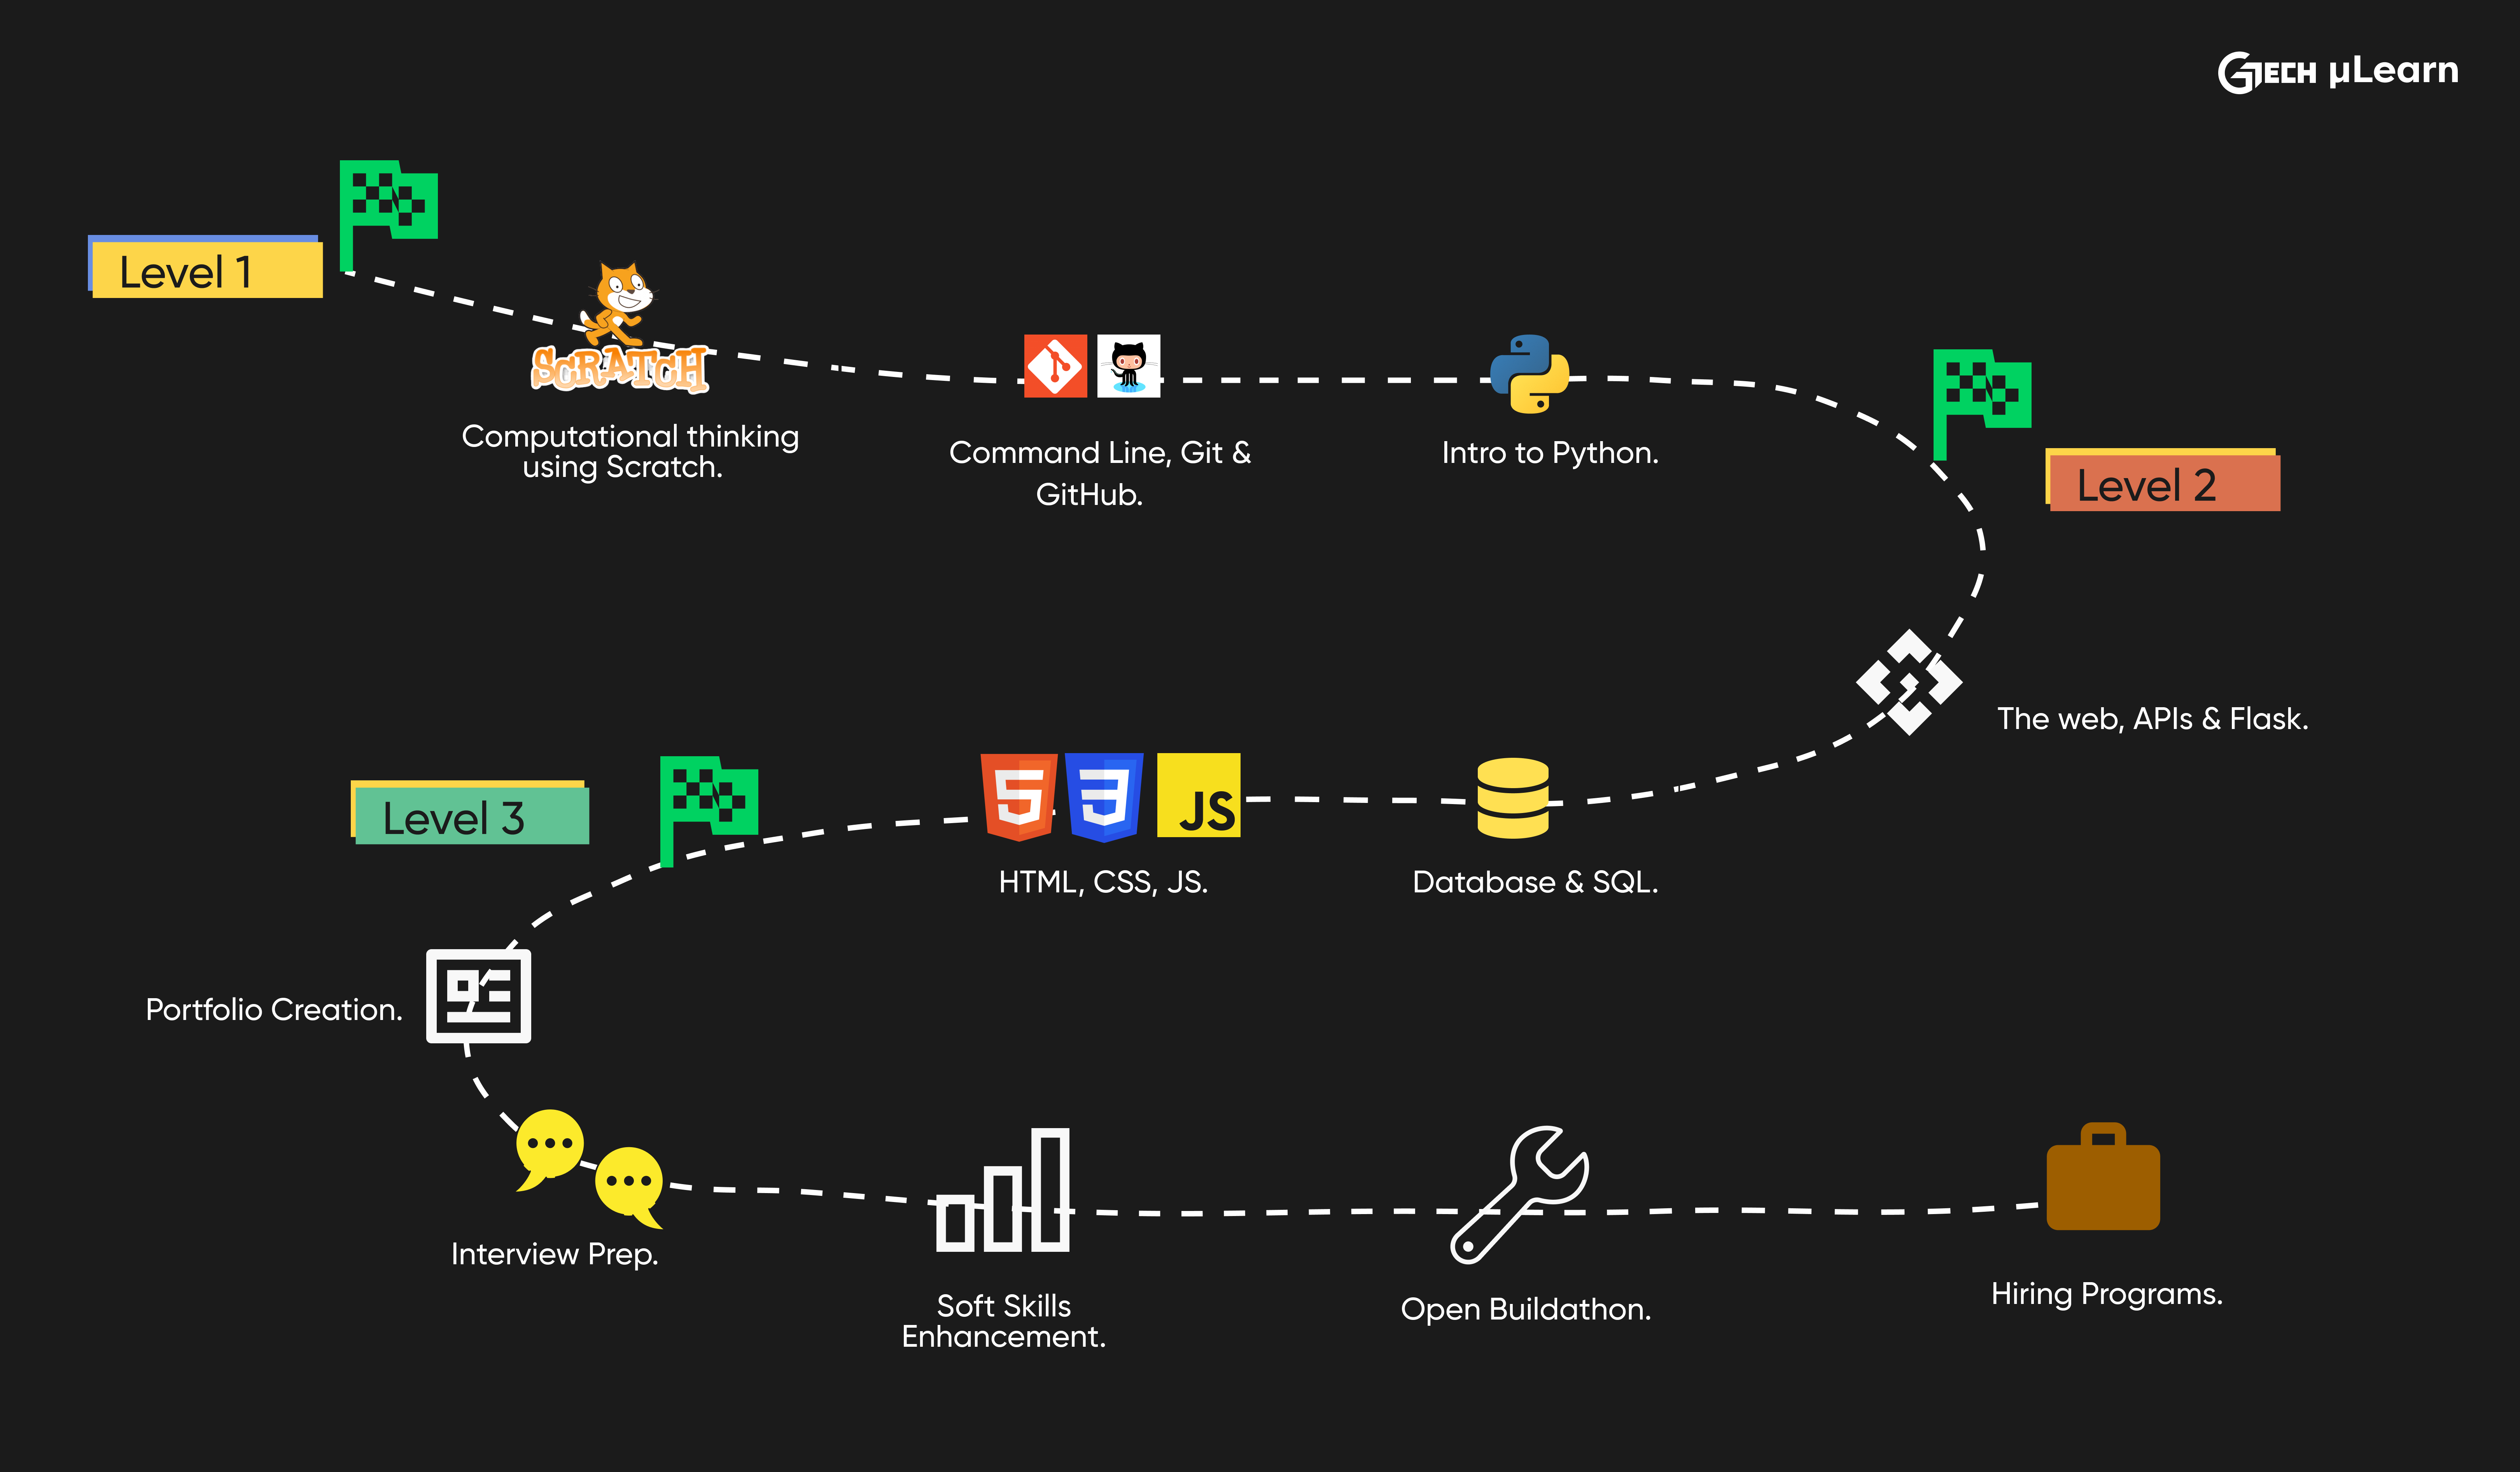 GTECH µLearn
Level 1
SCRATCH
Computational thinking
using Scratch.
Command Line, Git &
GitHub.
Intro to Python.
Level 2
The web, APIs & Flask.
JS
Database & SQL.
HTML, CSS, JS.
Level 3
Portfolio Creation.
Interview Prep.
Soft Skills
Enhancement.
Open Buildathon.
Hiring Programs.